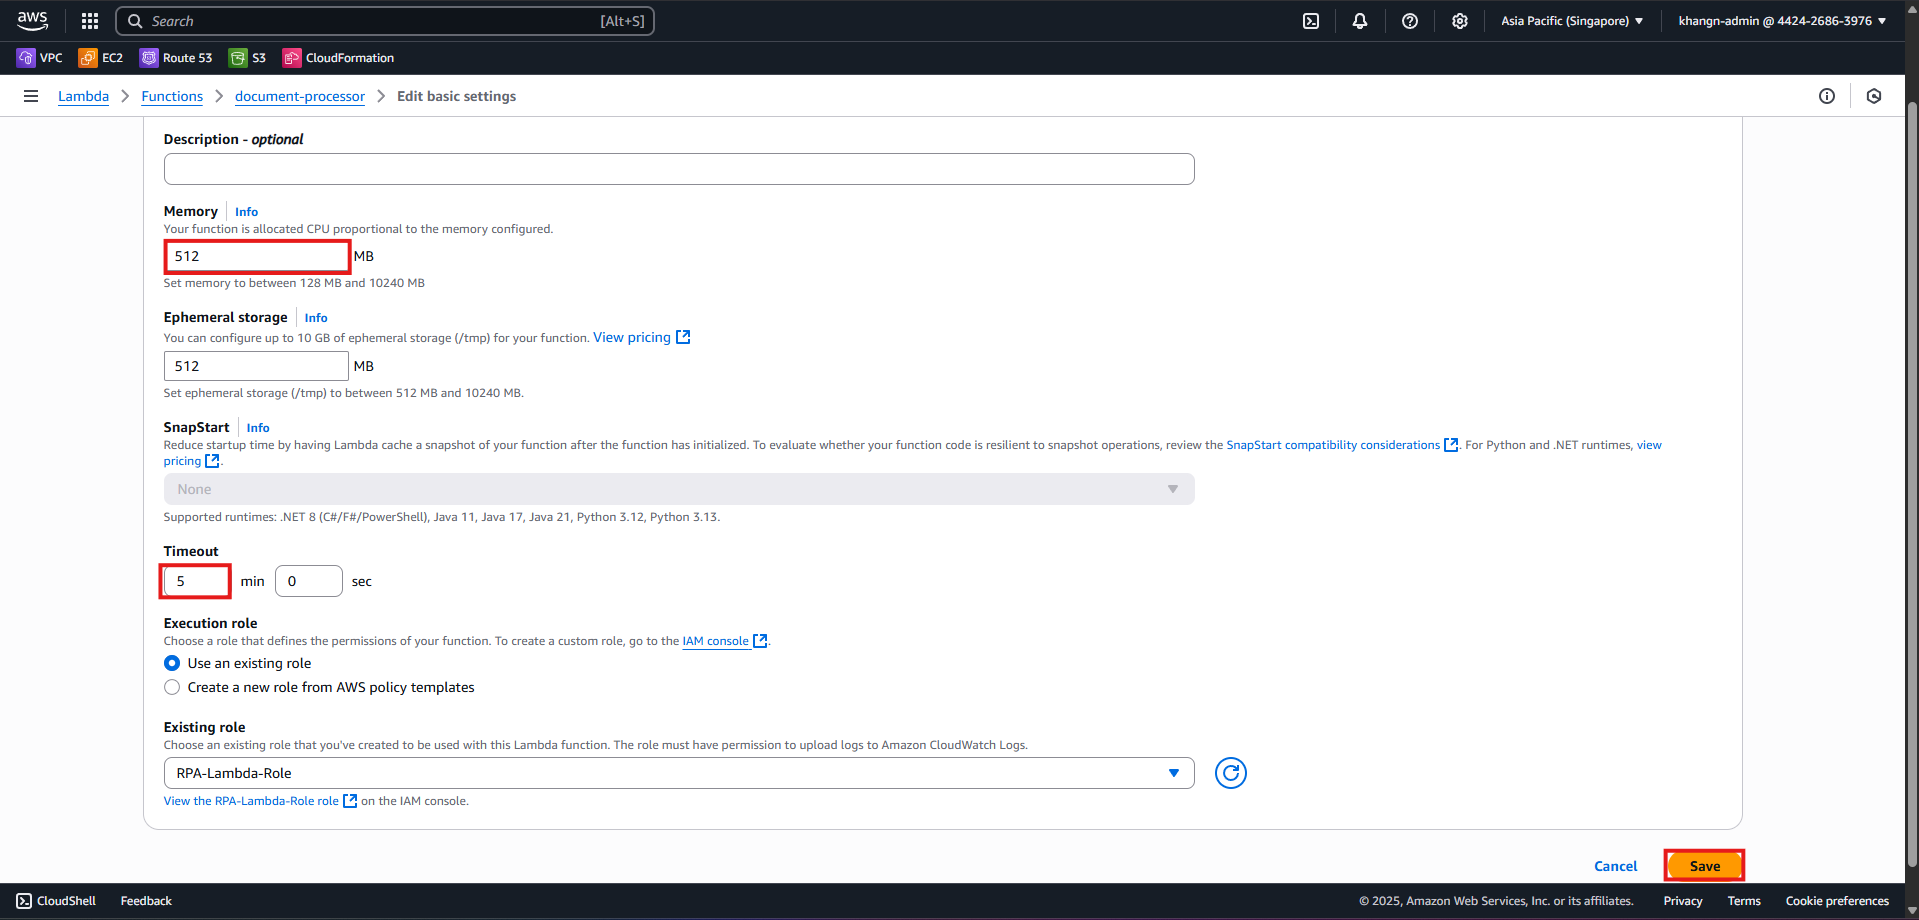 aws
Search [Alt+S]
Asia Pacific (Singapore) ▼
khangn-admin @ 4424-2686-3976 ▼
VPC EC2 Route 53 S3 CloudFormation
Lambda > Functions > document-processor > Edit basic settings
Description - optional
Memory Info
Your function is allocated CPU proportional to the memory configured.
512 MB
Set memory to between 128 MB and 10240 MB
Ephemeral storage Info
You can configure up to 10 GB of ephemeral storage (/tmp) for your function. View pricing
512 MB
Set ephemeral storage (/tmp) to between 512 MB and 10240 MB.
SnapStart Info
Reduce startup time by having Lambda cache a snapshot of your function after the function has initialized. To evaluate whether your function code is resilient to snapshot operations, review the SnapStart compatibility considerations . For Python and .NET runtimes, view
pricing .
None
Supported runtimes: .NET 8 (C#/F#/PowerShell), Java 11, Java 17, Java 21, Python 3.12, Python 3.13.
Timeout
5 min 0 sec
Execution role
Choose a role that defines the permissions of your function. To create a custom role, go to the IAM console .
Use an existing role
Create a new role from AWS policy templates
Existing role
Choose an existing role that you've created to be used with this Lambda function. The role must have permission to upload logs to Amazon CloudWatch Logs.
RPA-Lambda-Role
View the RPA-Lambda-Role role on the IAM console.
Cancel Save
CloudShell Feedback © 2025, Amazon Web Services, Inc. or its affiliates. Privacy Terms Cookie preferences